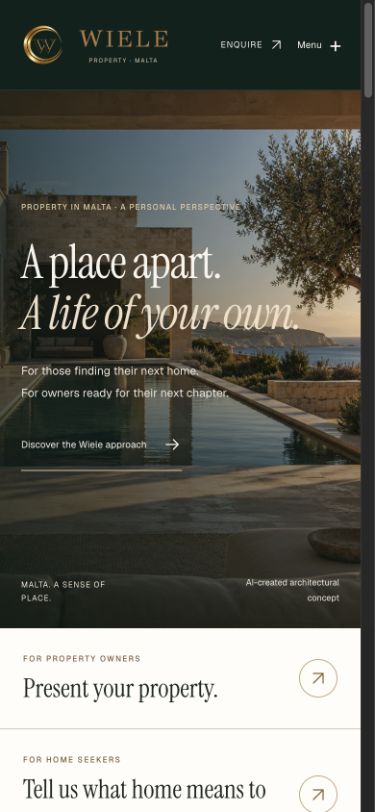 W
WIELE
PROPERTY · MALTA
ENQUIRE
Menu
PROPERTY IN MALTA · A PERSONAL PERSPECTIVE
A place apart.
A life of your own.
For those finding their next home.
For owners ready for their next chapter.
Discover the Wiele approach
MALTA. A SENSE OF
PLACE.
AI-created architectural
concept
FOR PROPERTY OWNERS
Present your property.
FOR HOME SEEKERS
Tell us what home means to